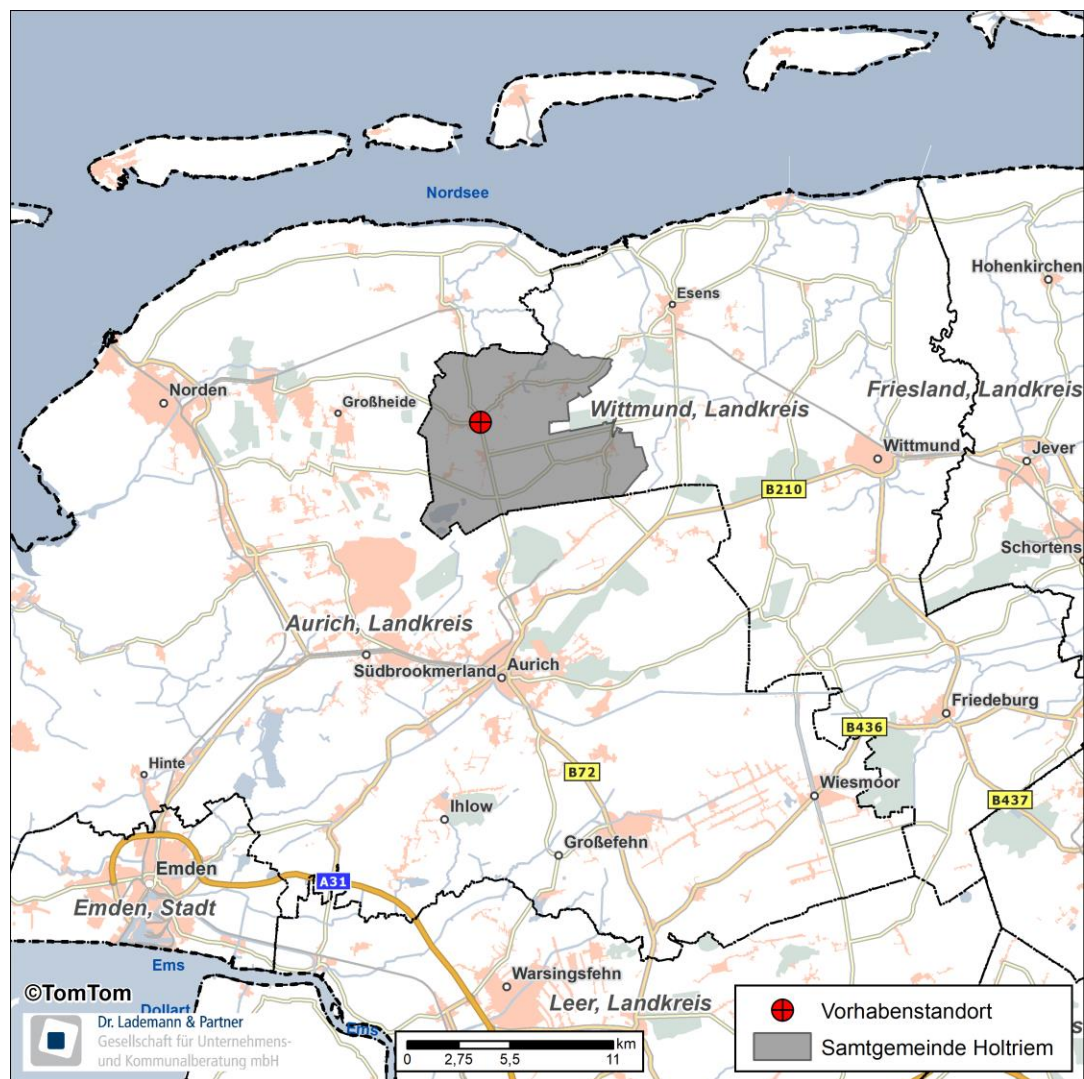 Nordsee
Hohenkirchen
Esens
Norden
Großheide
Friesland, Landkreis
Wittmund, Landkreis
Wittmund
Jever
B210
Schortens
Aurich, Landkreis
Südbrookmerland
Aurich
Friedeburg
B436
Hinte
B72
Wiesmoor
B437
Ihlow
Großefehn
Emden
A31
Emden, Stadt
Ems
Warsingsfehn
©TomTom
Dollart
Leer, Landkreis
Ems
Dr. Lademann & Partner
Gesellschaft für Unternehmens-
und Kommunalberatung mbH
km
0 2,75 5,5 11
Vorhabenstandort
Samtgemeinde Holtriem